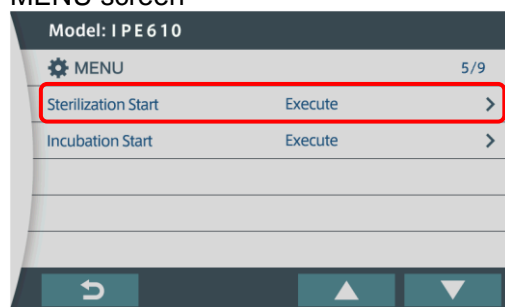 MENU screen
Model: IPE610
MENU 5/9
Sterilization Start Execute
Incubation Start Execute